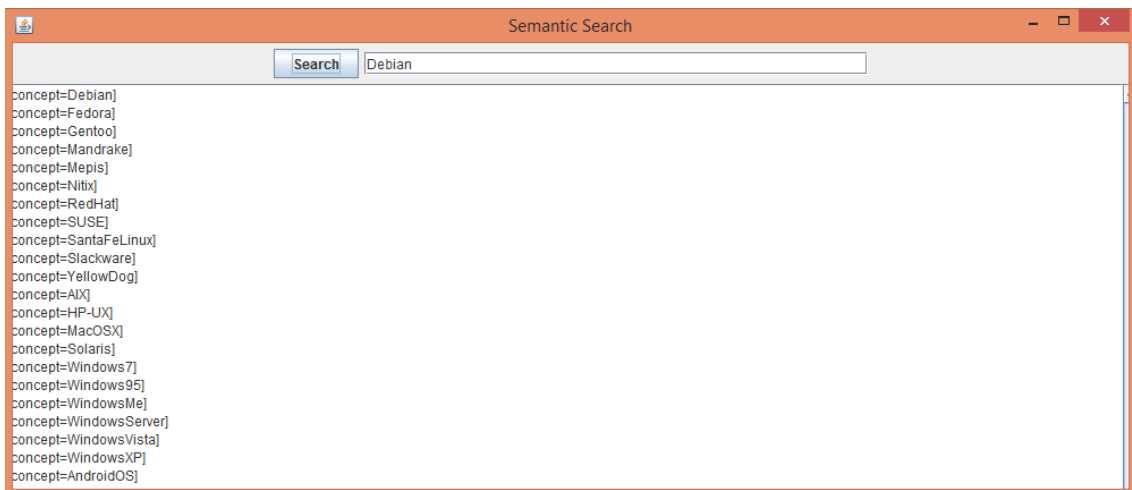 Semantic Search
Search Debian
concept=Debian]
concept=Fedora]
concept=Gentoo]
concept=Mandrake]
concept=Mepis]
concept=Nitix]
concept=RedHat]
concept=SUSE]
concept=SantaFeLinux]
concept=Slackware]
concept=YellowDog]
concept=AIX]
concept=HP-UX]
concept=MacOSX]
concept=Solaris]
concept=Windows7]
concept=Windows95]
concept=WindowsMe]
concept=WindowsServer]
concept=WindowsVista]
concept=WindowsXP]
concept=AndroidOS]